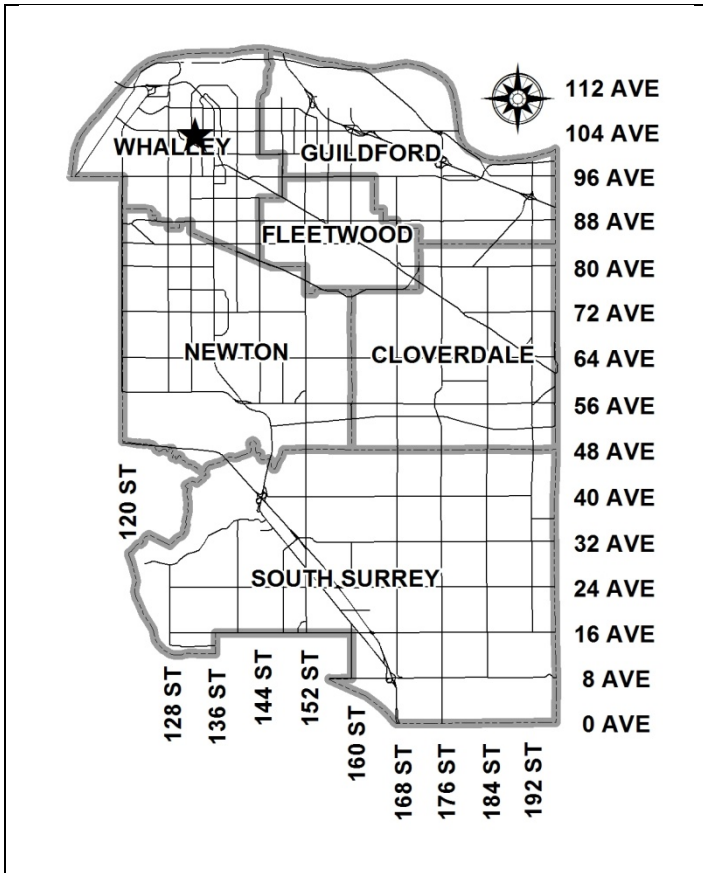 112 AVE
104 AVE
WHALLEY
GUILDFORD
96 AVE
88 AVE
FLEETWOOD
80 AVE
72 AVE
NEWTON
CLOVERDALE
64 AVE
56 AVE
48 AVE
120 ST
40 AVE
32 AVE
SOUTH SURREY
24 AVE
16 AVE
8 AVE
0 AVE
128 ST
136 ST
144 ST
152 ST
160 ST
168 ST
176 ST
184 ST
192 ST